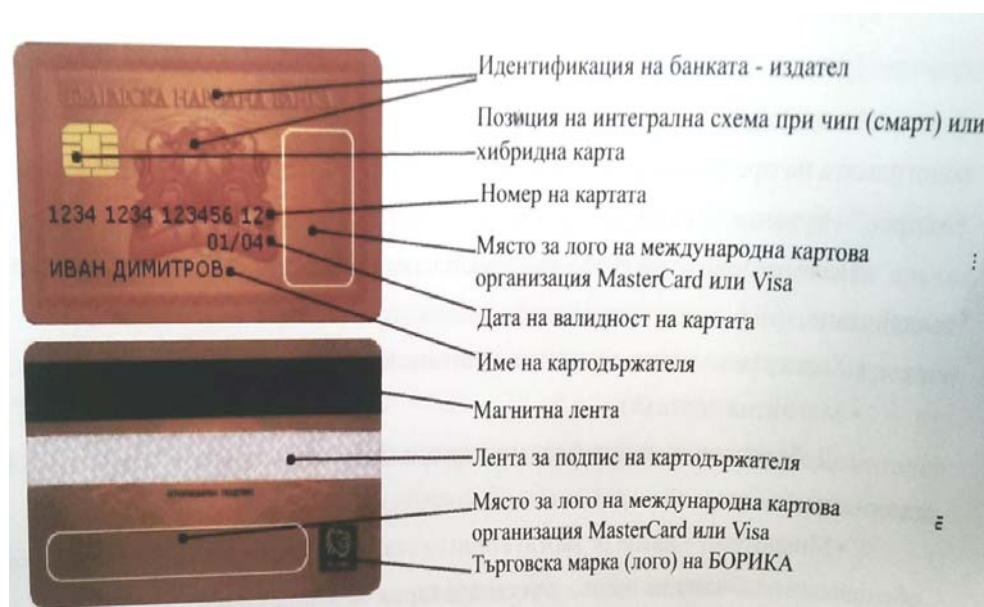 БЪЛГАРСКА НАРОДНА БАНКА
1234 1234 123456 12
01/04
ИВАН ДИМИТРОВ
Идентификация на банката - издател
Позиция на интегрална схема при чип (смарт) или
хибридна карта
Номер на картата
Място за лого на международна картова
организация MasterCard или Visa
Дата на валидност на картата
Име на картодържателя
Магнитна лента
Лента за подпис на картодържателя
Място за лого на международна картова
организация MasterCard или Visa
Търговска марка (лого) на БОРИКА